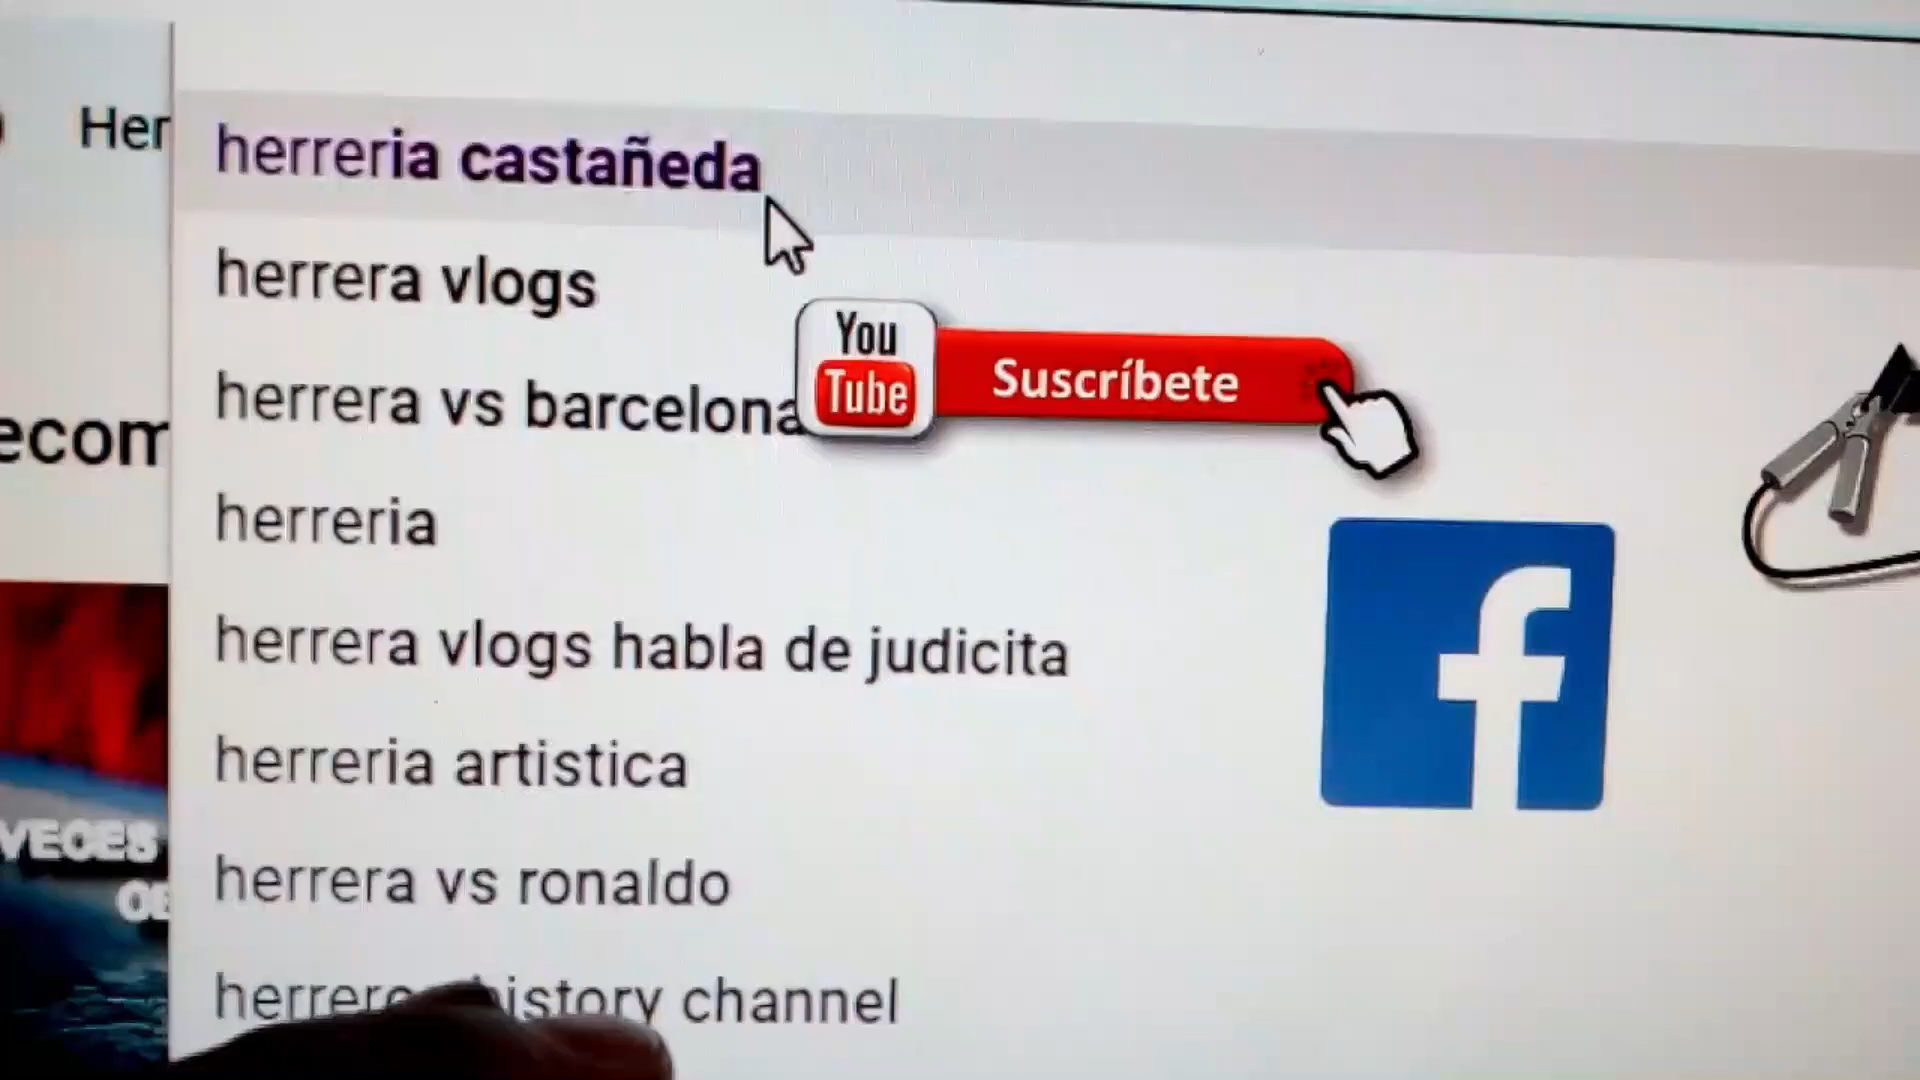 Her
herreria castañeda
herrera vlogs
herrera vs barcelona
You
Tube
Suscríbete
ecom
herreria
herrera vlogs habla de judicita
herreria artistica
VECES
herrera vs ronaldo
history channel